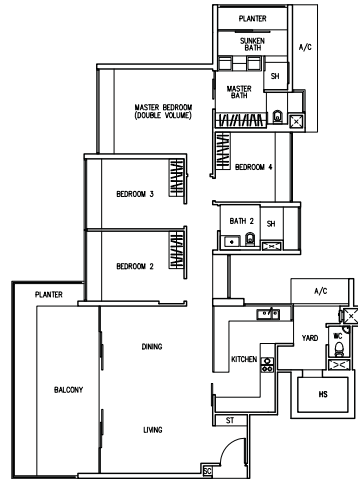 PLANTER
A/C
SUNKEN
BATH
SH
MASTER
BATH
MASTER BEDROOM
(DOUBLE VOLUME)
BEDROOM 4
BEDROOM 3
BATH 2
SH
BEDROOM 2
A/C
PLANTER
YARD
WC
DINING
KITCHEN
BALCONY
HS
LIVING
ST
SC